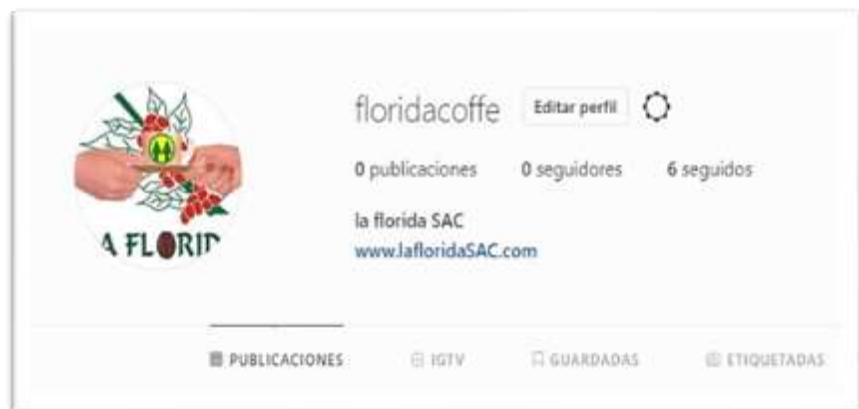 floridacoffe Editar perfil
0 publicaciones 0 seguidores 6 seguidos
la florida SAC
www.lafloridaSAC.com
A FLORID
PUBLICACIONES IGTV GUARDADAS ETIQUETADAS